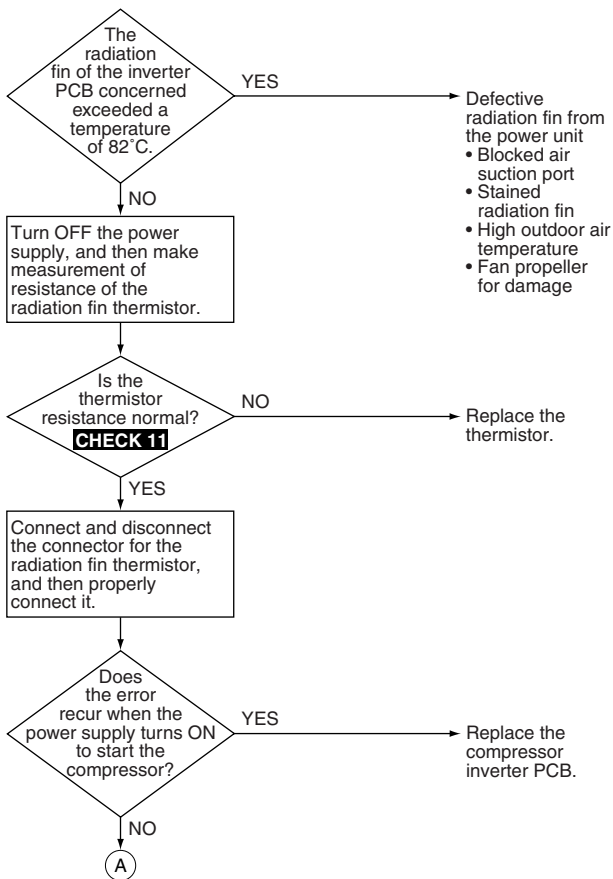 The
radiation
fin of the inverter
PCB concerned
exceeded a
temperature
of 82˚C.
YES
Defective
radiation fin from
the power unit
• Blocked air
suction port
• Stained
radiation fin
• High outdoor air
temperature
• Fan propeller
for damage
NO
Turn OFF the power
supply, and then make
measurement of
resistance of the
radiation fin thermistor.
Is the
thermistor
resistance normal?
CHECK 11
NO
Replace the
thermistor.
YES
Connect and disconnect
the connector for the
radiation fin thermistor,
and then properly
connect it.
Does
the error
recur when the
power supply turns ON
to start the
compressor?
YES
Replace the
compressor
inverter PCB.
NO
A